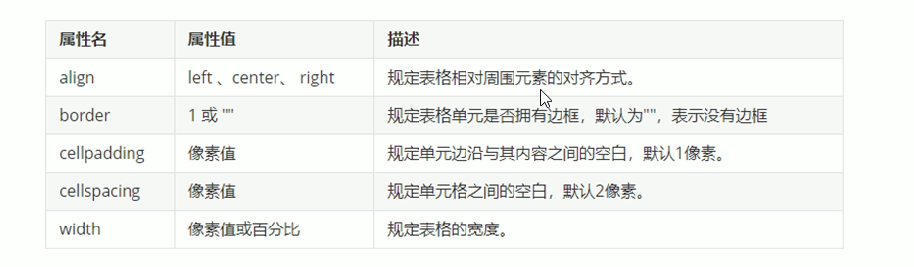 属性名 属性值 描述
align left 、center、 right 规定表格相对周围元素的对齐方式。
border 1 或 "" 规定表格单元是否拥有边框，默认为""，表示没有边框
cellpadding 像素值 规定单元边沿与其内容之间的空白，默认1像素。
cellspacing 像素值 规定单元格之间的空白，默认2像素。
width 像素值或百分比 规定表格的宽度。